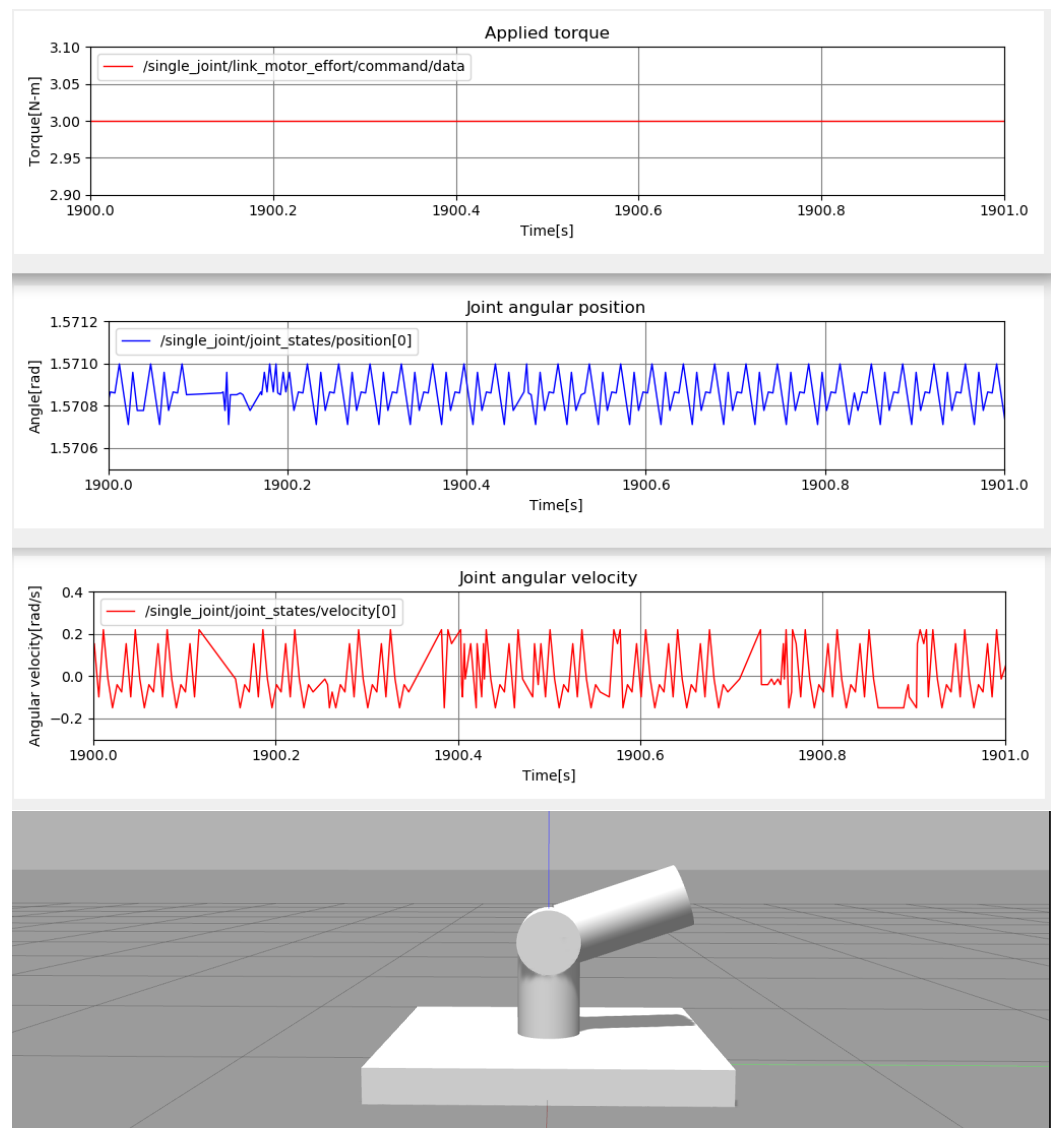 Applied torque
/single_joint/link_motor_effort/command/data
Torque[N-m]
3.10
3.05
3.00
2.95
2.90
1900.0 1900.2 1900.4 1900.6 1900.8 1901.0
Time[s]
Joint angular position
/single_joint/joint_states/position[0]
Angle[rad]
1.5712
1.5710
1.5708
1.5706
1900.0 1900.2 1900.4 1900.6 1900.8 1901.0
Time[s]
Joint angular velocity
/single_joint/joint_states/velocity[0]
Angular velocity[rad/s]
0.4
0.2
0.0
−0.2
1900.0 1900.2 1900.4 1900.6 1900.8 1901.0
Time[s]